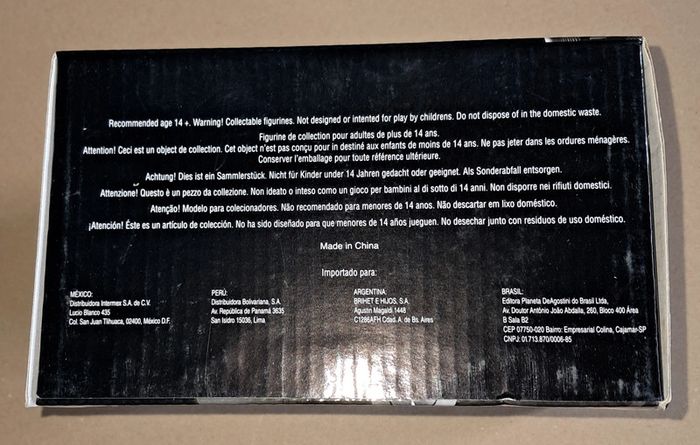 Recommended age 14 +. Warning! Collectable figurines. Not designed or intented for play by childrens. Do not dispose of in the domestic waste.
Figurine de collection pour adultes de plus de 14 ans.
Attention! Ceci est un object de collection. Cet object n'est pas conçu pour in destiné aux enfants de moins de 14 ans. Ne pas jeter dans les ordures ménagères.
Conserver l'emballage pour toute référence ultérieure.
Achtung! Dies ist ein Sammlerstück. Nicht für Kinder under 14 Jahren gedacht oder geeignet. Als Sonderabfall entsorgen.
Attenzione! Questo è un pezzo da collezione. Non ideato o inteso como un gioco per bambini al di sotto di 14 anni. Non disporre nei rifiuti domestici.
Atenção! Modelo para colecionadores. Não recomendado para menores de 14 anos. Não descartar em lixo doméstico.
¡Atención! Éste es un artículo de colección. No ha sido diseñado para que menores de 14 años jueguen. No desechar junto con residuos de uso doméstico.
Made in China
Importado para:
MÉXICO:
Distribuidora Intermex S.A. de C.V.
Lucio Blanco 435
Col. San Juan Tlihuaca, 02400, México D.F.
PERÚ:
Distribuidora Bolivariana, S.A.
Av. República de Panamá 3635
San Isidro 15036, Lima
ARGENTINA:
BRIHET E HIJOS, S.A.
Agustín Magaldi 1448
C1286AFH Cdad. A. de Bs. Aires
BRASIL:
Editora Planeta DeAgostini do Brasil Ltda,
Av. Doutor Antônio João Abdalla, 260, Bloco 400 Área
B Sala B2
CEP 07750-020 Bairro: Empresarial Colina, Cajamar-SP
CNPJ: 01.713.870/0006-85